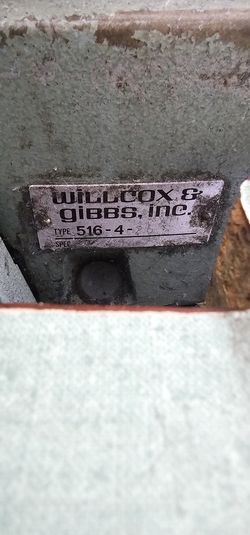 Willcox &
Gibbs, inc.
TYPE 516-4-
SPEC